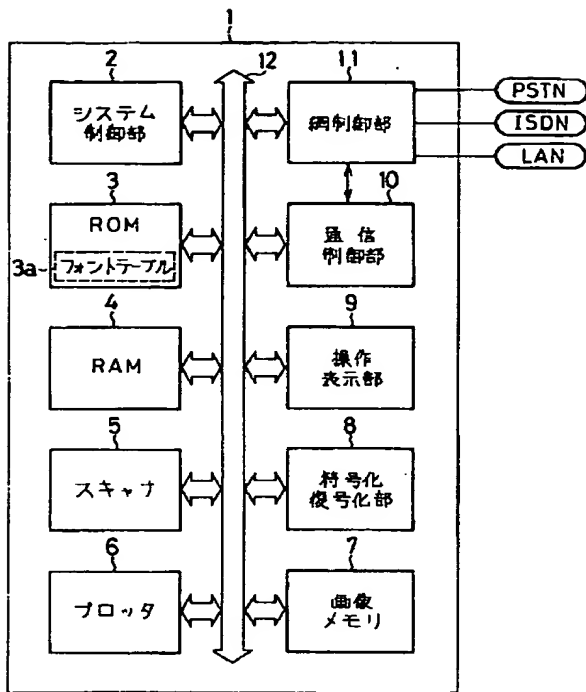 1
2
12
11
システム
制御部
網制御部
PSTN
ISDN
LAN
3
10
ROM
3a
フォントテーブル
通信
制御部
4
9
RAM
操作
表示部
5
8
スキャナ
符号化
復号化部
6
7
プロッタ
画像
メモリ